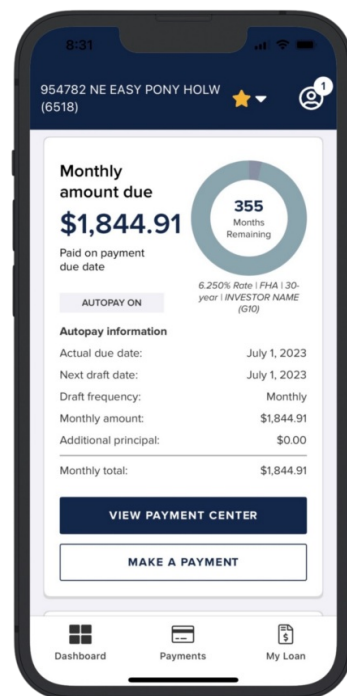 8:31
954782 NE EASY PONY HOLW
(6518)
1
Monthly
amount due
$1,844.91
Paid on payment
due date
AUTOPAY ON
355
Months
Remaining
6.250% Rate | FHA | 30-
year | INVESTOR NAME
(G10)
Autopay information
Actual due date: July 1, 2023
Next draft date: July 1, 2023
Draft frequency: Monthly
Monthly amount: $1,844.91
Additional principal: $0.00
Monthly total: $1,844.91
VIEW PAYMENT CENTER
MAKE A PAYMENT
Dashboard Payments My Loan